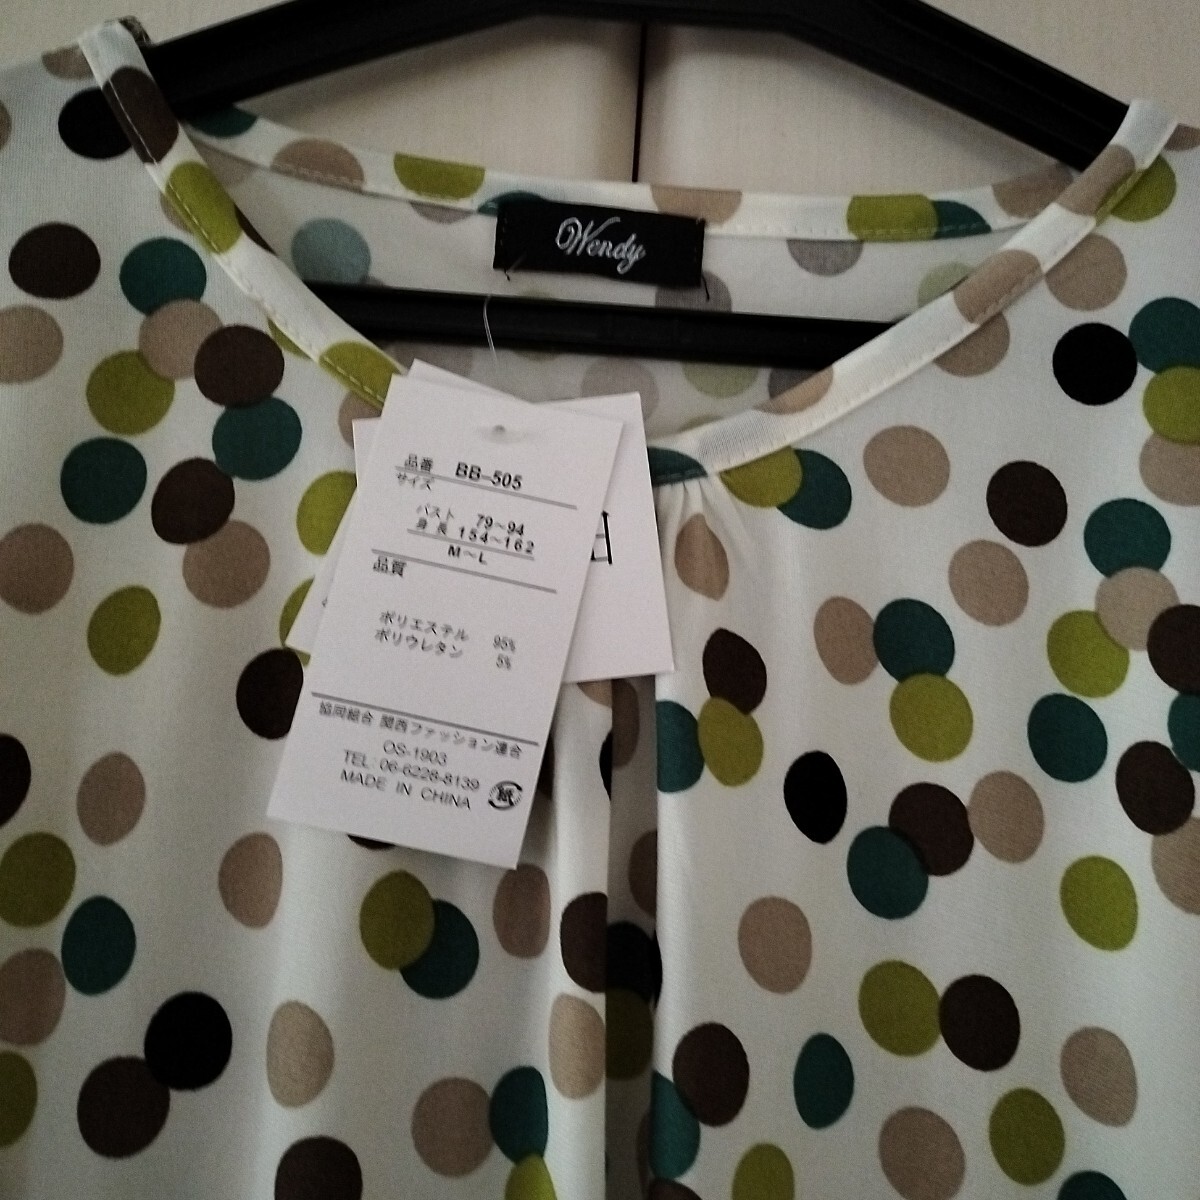 Wendy
品番 BB-505
サイズ
バスト 79~94
身長 154~162
M~L
品質
ポリエステル 95%
ポリウレタン 5%
協同組合 関西ファッション連合
OS-1903
TEL: 06-6228-8139
MADE IN CHINA
紙